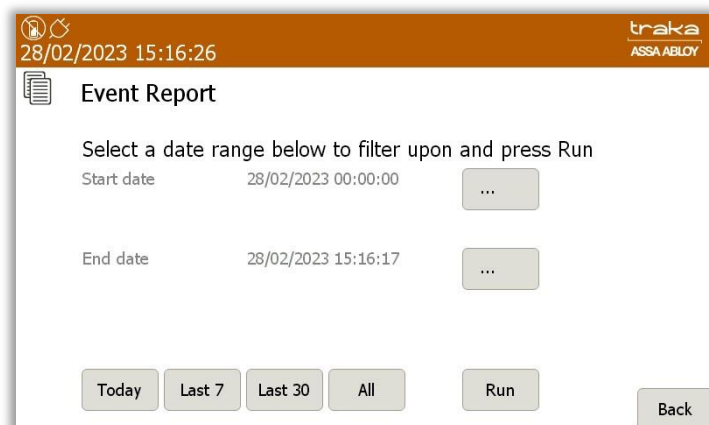 traka
28/02/2023 15:16:26
ASSA ABLOY
Event Report
Select a date range below to filter upon and press Run
Start date 28/02/2023 00:00:00 ...
End date 28/02/2023 15:16:17 ...
Today Last 7 Last 30 All Run
Back